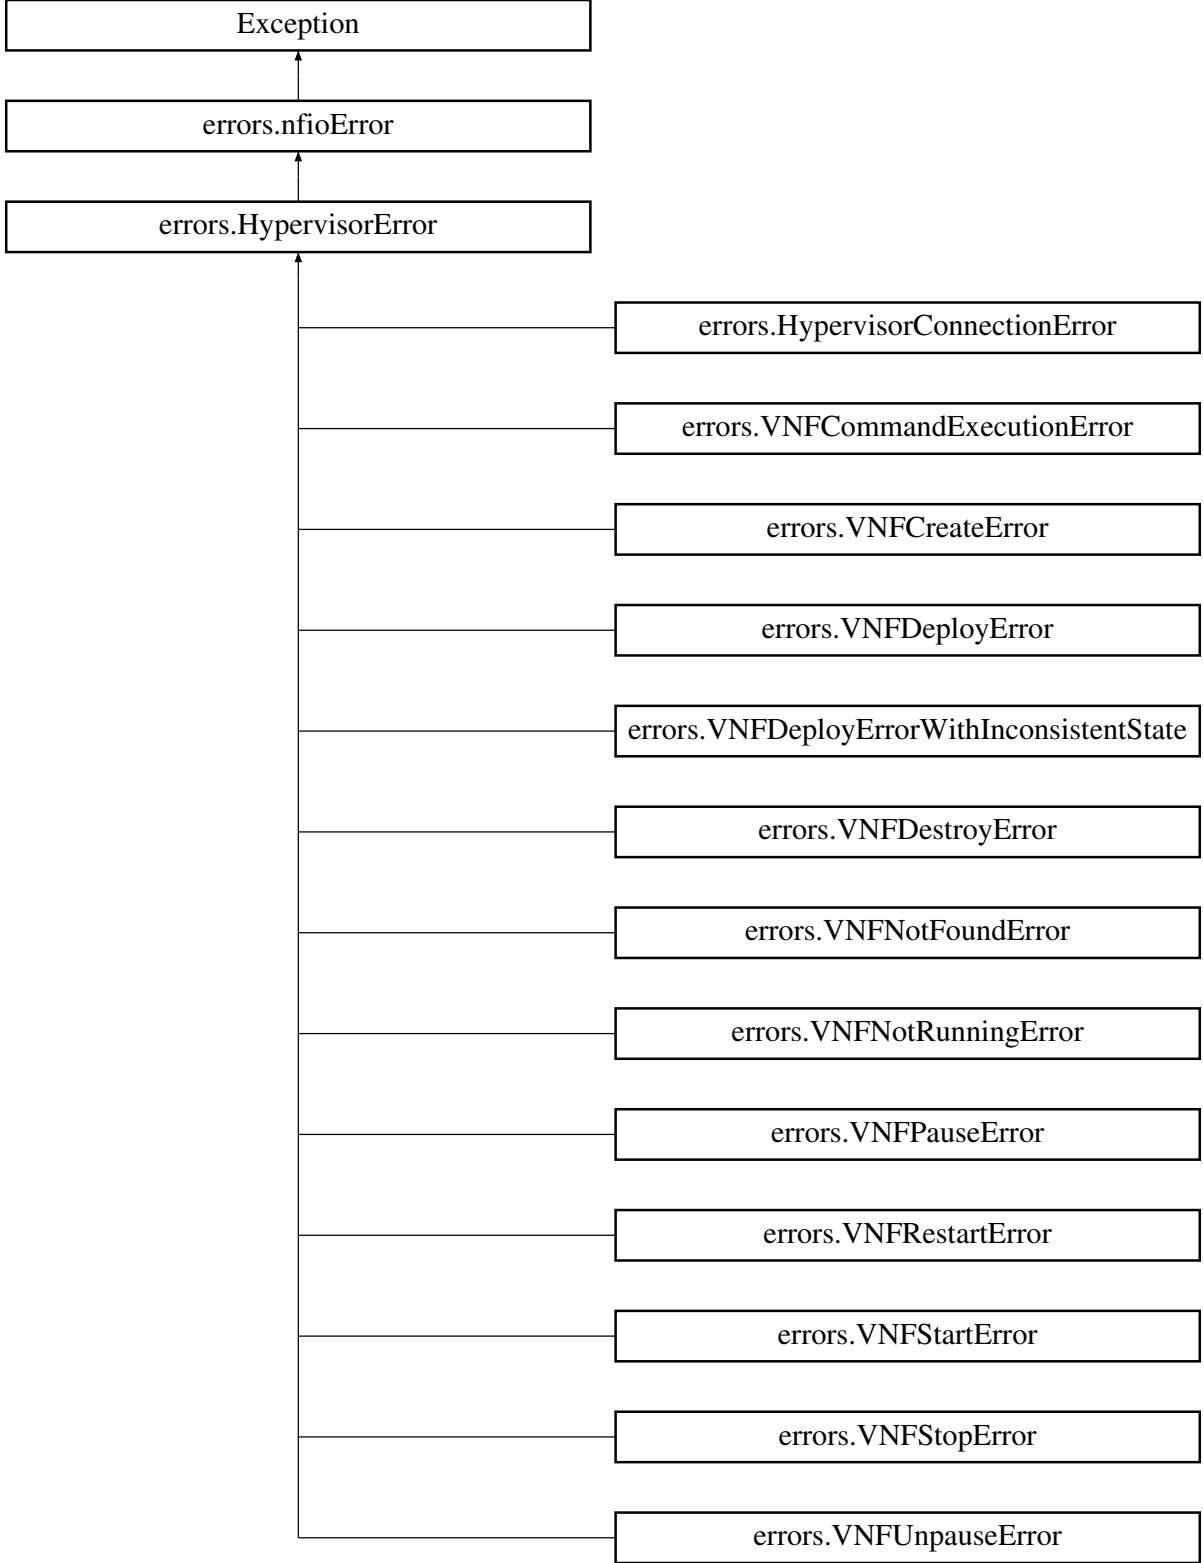 Exception
errors.nfioError
errors.HypervisorError
errors.HypervisorConnectionError
errors.VNFCommandExecutionError
errors.VNFCreateError
errors.VNFDeployError
errors.VNFDeployErrorWithInconsistentState
errors.VNFDestroyError
errors.VNFNotFoundError
errors.VNFNotRunningError
errors.VNFPauseError
errors.VNFRestartError
errors.VNFStartError
errors.VNFStopError
errors.VNFUnpauseError